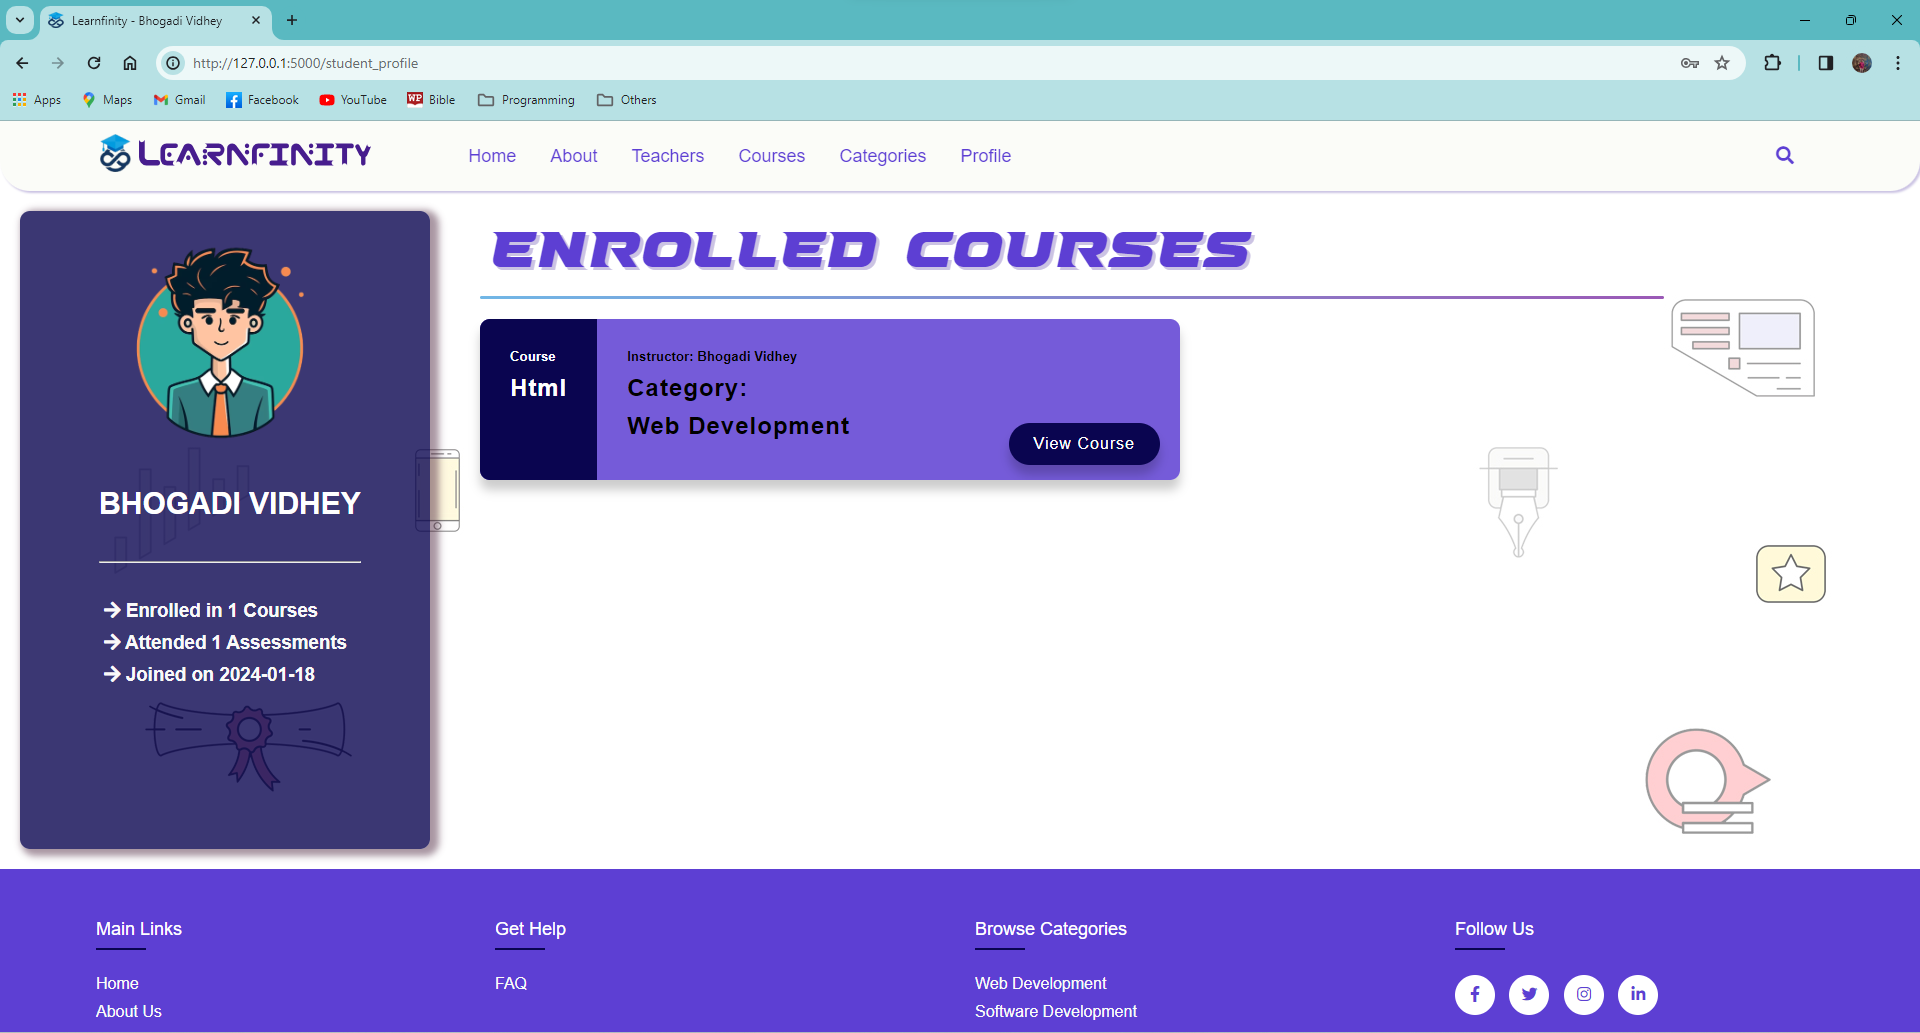 Learnfinity - Bhogadi Vidhey
http://127.0.0.1:5000/student_profile
Apps Maps Gmail Facebook YouTube WP Bible Programming Others
LEARNFINITY Home About Teachers Courses Categories Profile
BHOGADI VIDHEY
Enrolled in 1 Courses
Attended 1 Assessments
Joined on 2024-01-18
ENROLLED COURSES
Course
Html
Instructor: Bhogadi Vidhey
Category:
Web Development
View Course
Main Links
Home
About Us
Get Help
FAQ
Browse Categories
Web Development
Software Development
Follow Us